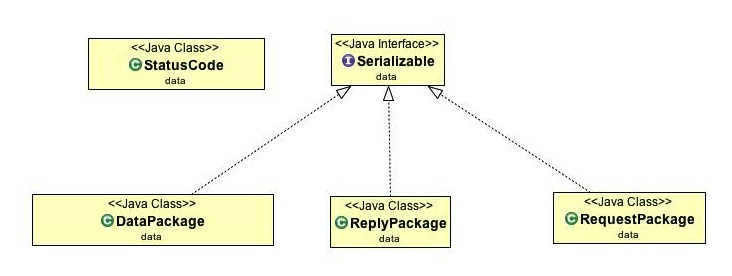 <<Java Class>>
C StatusCode
data
<<Java Interface>>
I Serializable
data
<<Java Class>>
C DataPackage
data
<<Java Class>>
C ReplyPackage
data
<<Java Class>>
C RequestPackage
data